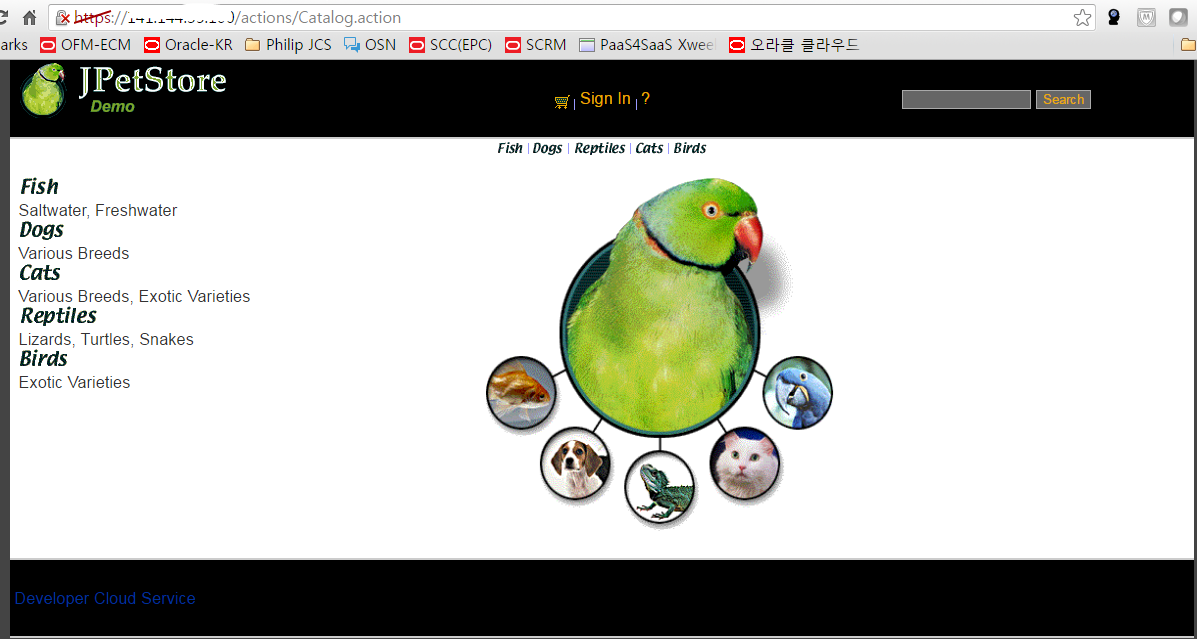 https:// /actions/Catalog.action
arks OFM-ECM Oracle-KR Philip JCS OSN SCC(EPC) SCRM PaaS4SaaS 오라클 클라우드
JPetStore
Demo
Sign In | ?
Search
Fish | Dogs | Reptiles | Cats | Birds
Fish
Saltwater, Freshwater
Dogs
Various Breeds
Cats
Various Breeds, Exotic Varieties
Reptiles
Lizards, Turtles, Snakes
Birds
Exotic Varieties
Developer Cloud Service